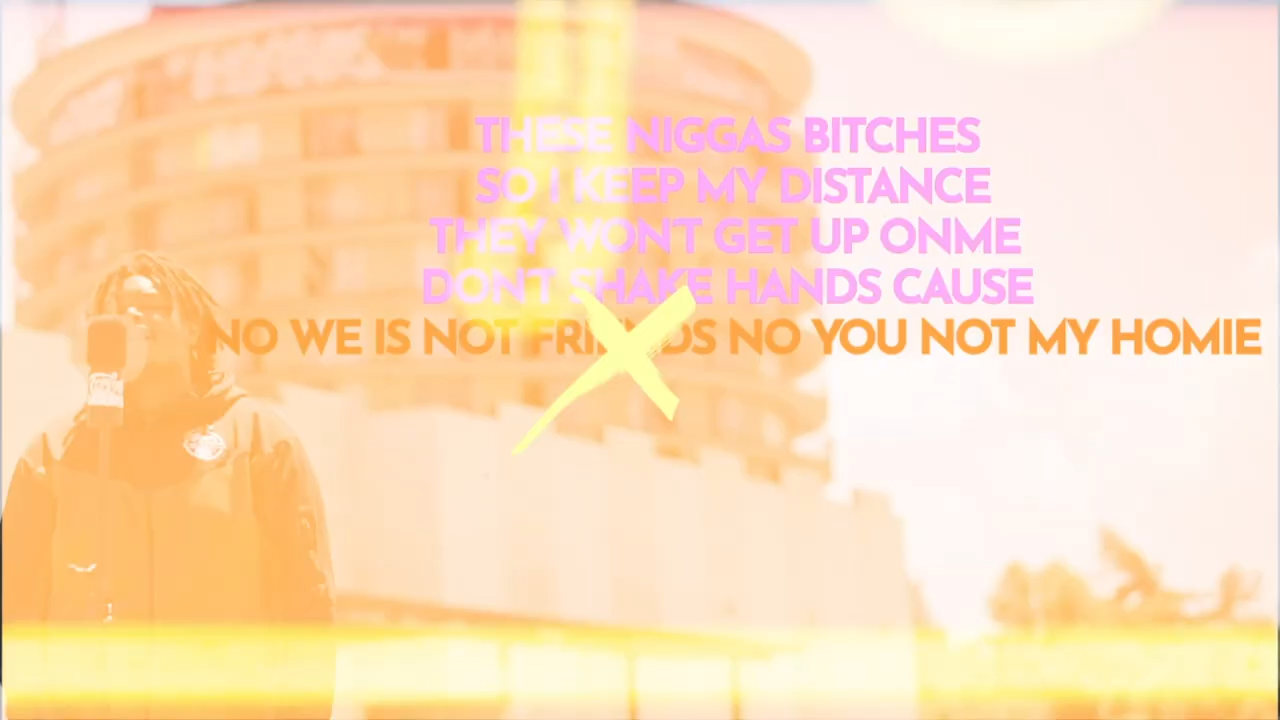 THESE NIGGAS BITCHES
SO I KEEP MY DISTANCE
THEY WON'T GET UP ONME
DONT SHAKE HANDS CAUSE
NO WE IS NOT FRIENDS NO YOU NOT MY HOMIE